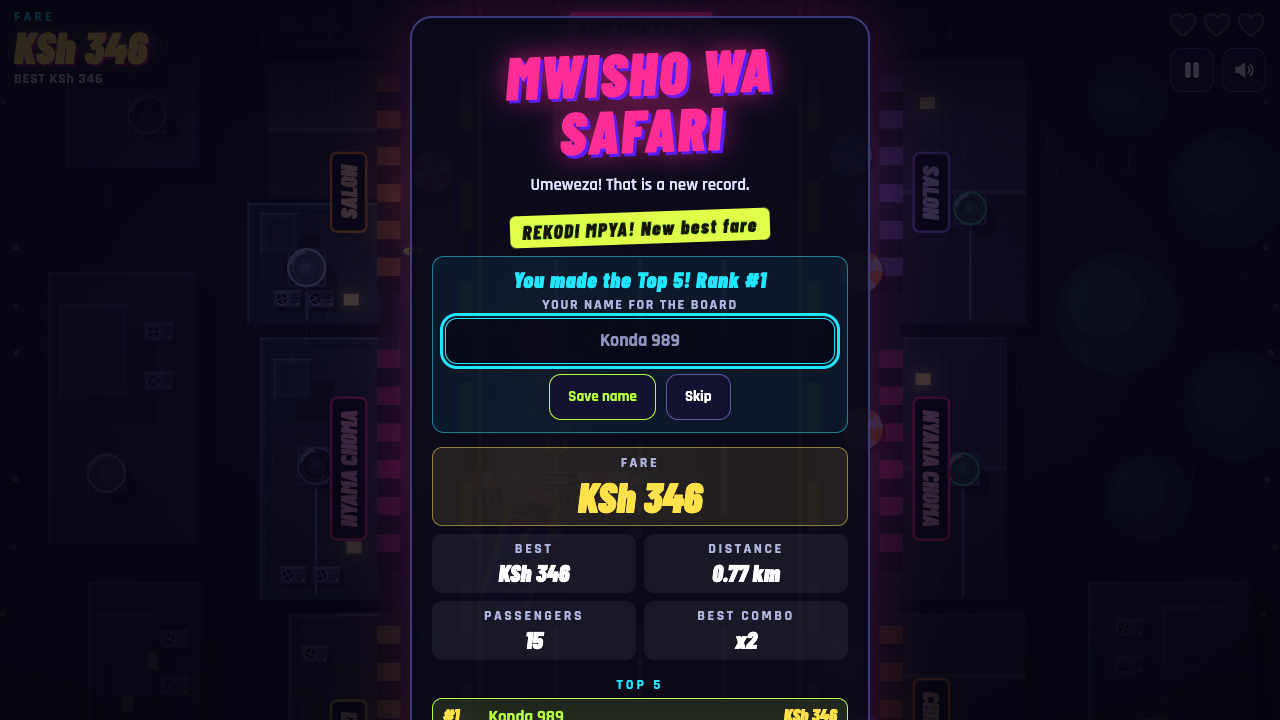 FARE
KSh 346
BEST KSh 346
MWISHO WA
SAFARI
Umeweza! That is a new record.
REKODI MPYA! New best fare
You made the Top 5! Rank #1
YOUR NAME FOR THE BOARD
Konda 989
Save name
Skip
FARE
KSh 346
BEST
KSh 346
DISTANCE
0.77 km
PASSENGERS
15
BEST COMBO
x2
TOP 5
#1 Konda 989 KSh 346
SALON
SALON
NYAMA CHOMA
NYAMA CHOMA